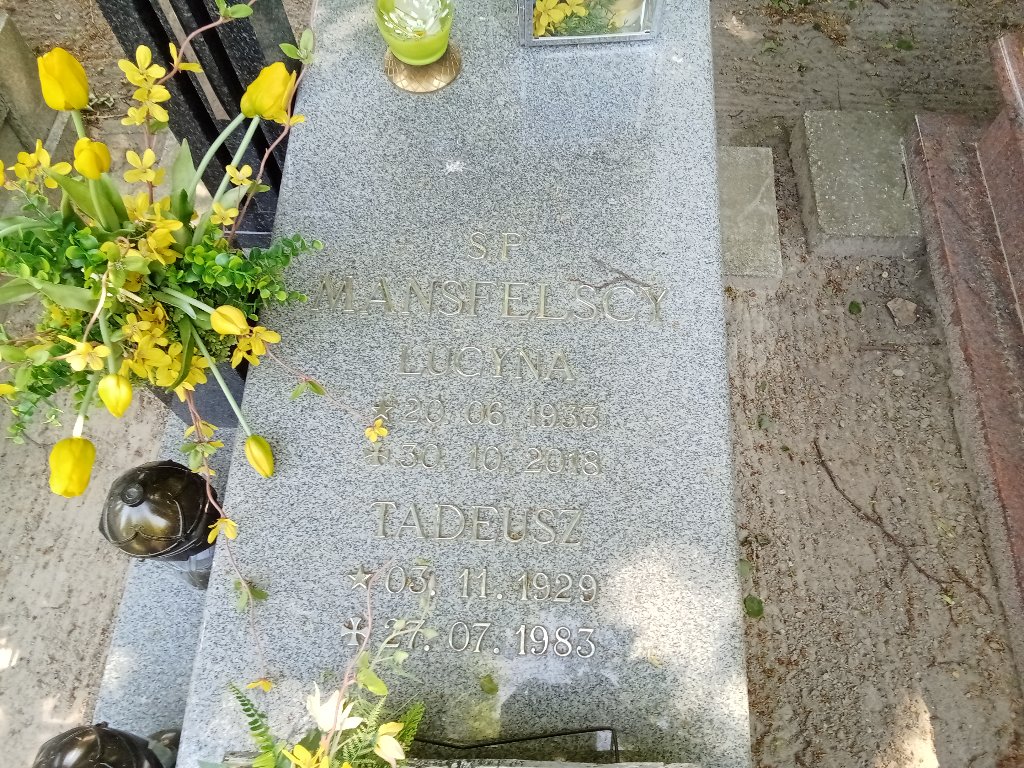 Ś.P.
MANSFELSCY
LUCYNA
★20. 06. 1933
✝30. 10. 2018
TADEUSZ
★03. 11. 1929
✝27. 07. 1983